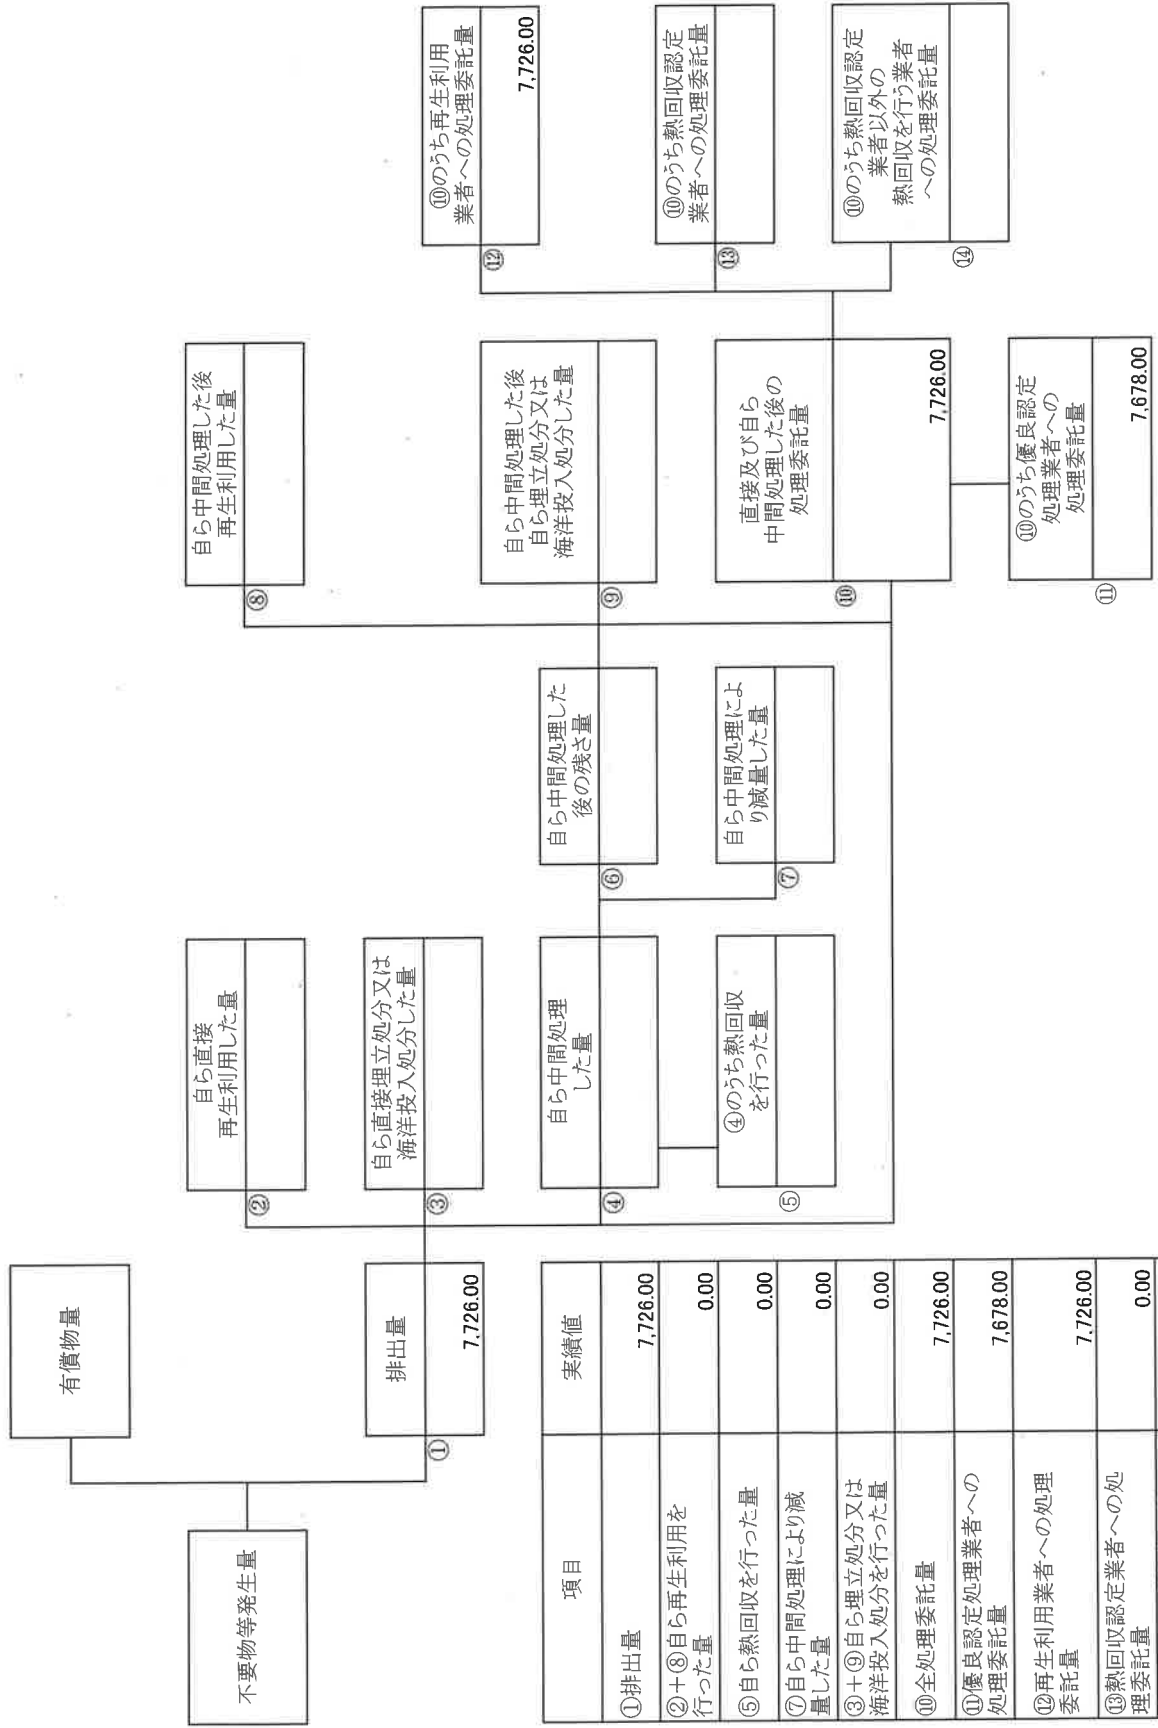 不要物等発生量
有償物量
排出量
①
7,726.00
自ら直接
再生利用した量
②
自ら直接埋立処分又は
海洋投入処分した量
③
自ら中間処理
した量
④
④のうち熱回収
を行った量
⑤
自ら中間処理した
後の残さ量
⑥
自ら中間処理によ
り減量した量
⑦
自ら中間処理した後
再生利用した量
⑧
自ら中間処理した後
自ら埋立処分又は
海洋投入処分した量
⑨
直接及び自ら
中間処理した後の
処理委託量
⑩
7,726.00
⑩のうち優良認定
処理業者への
処理委託量
⑪
7,678.00
⑩のうち再生利用
業者への処理委託量
⑫
7,726.00
⑩のうち熱回収認定
業者への処理委託量
⑬
⑩のうち熱回収認定
業者以外の
熱回収を行う業者
への処理委託量
⑭
項目 実績値
①排出量 7,726.00
②+⑧自ら再生利用を
行った量 0.00
⑤自ら熱回収を行った量 0.00
⑦自ら中間処理により減
量した量 0.00
③+⑨自ら埋立処分又は
海洋投入処分を行った量 0.00
⑩全処理委託量 7,726.00
⑪優良認定処理業者への
処理委託量 7,678.00
⑫再生利用業者への処理
委託量 7,726.00
⑬熱回収認定業者への処
理委託量 0.00